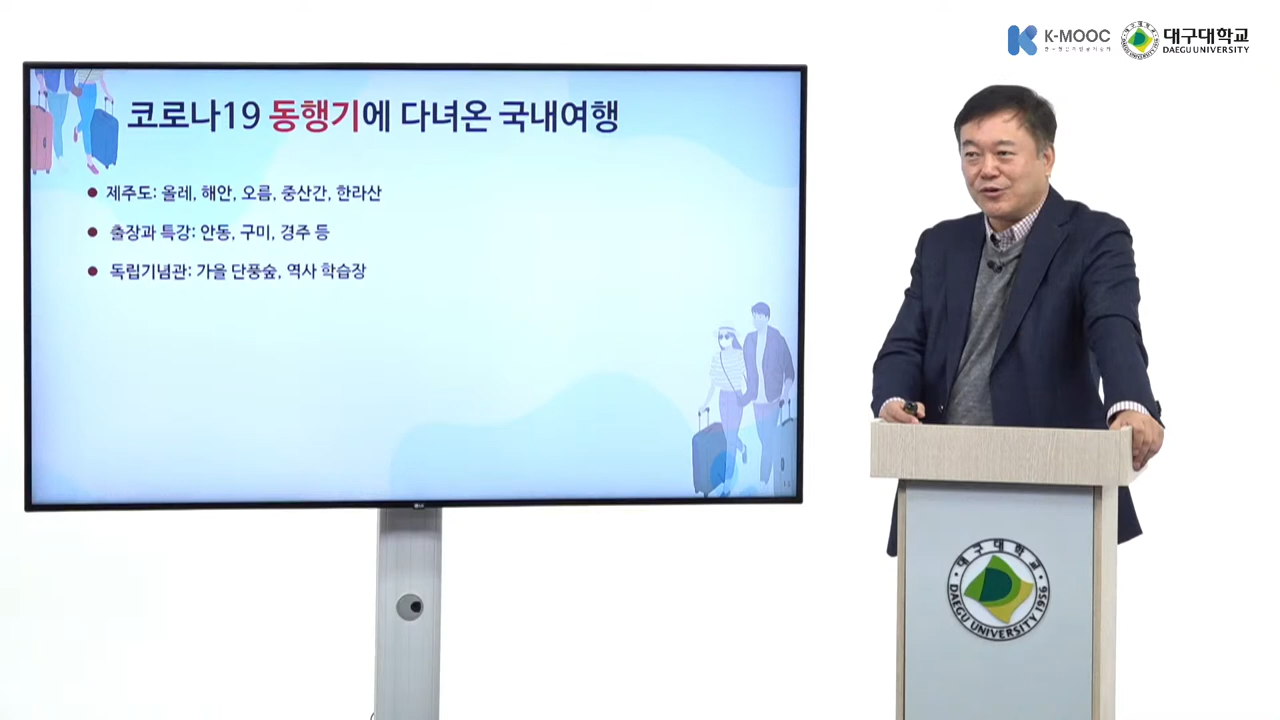 K-MOOC
대구대학교
DAEGU UNIVERSITY
코로나19 동행기에 다녀온 국내여행
제주도: 올레, 해안, 오름, 중산간, 한라산
출장과 특강: 안동, 구미, 경주 등
독립기념관: 가을 단풍숲, 역사 학습장
LG
대구대학교
DAEGU UNIVERSITY 1956